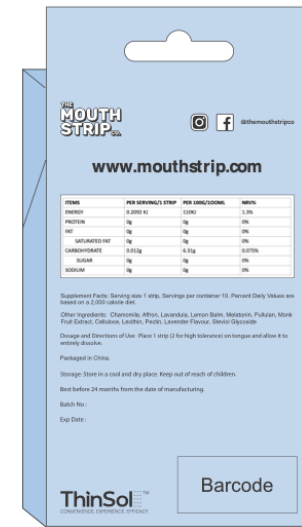 THE
MOUTH
STRIP Co.
@themouthstripco
www.mouthstrip.com
ITEMS PER SERVING/1 STRIP PER 100G/100ML NRV%
ENERGY 0.2092 KJ 110KJ 1.3%
PROTEIN 0g 0g 0%
FAT 0g 0g 0%
SATURATED FAT 0g 0g 0%
CARBOHYDRATE 0.012g 6.31g 0.075%
SUGAR 0g 0g 0%
SODIUM 0g 0g 0%
Supplement Facts: Serving size 1 strip, Servings per container 10. Percent Daily Values are
based on a 2,000 calorie diet.
Other Ingredients: Chamomile, Affron, Lavandula, Lemon Balm, Melatonin, Pullulan, Monk
Fruit Extract, Cellulose, Lecithin, Pectin, Lavender Flavour, Steviol Glycoside
Dosage and Directions of Use: Place 1 strip (2 for high tolerance) on tongue and allow it to
entirely dissolve.
Packaged in China.
Storage: Store in a cool and dry place. Keep out of reach of children.
Best before 24 months from the date of manufacturing.
Batch No :
Exp Date :
ThinSol
CONVENIENCE. EXPERIENCE. EFFICACY.
Barcode